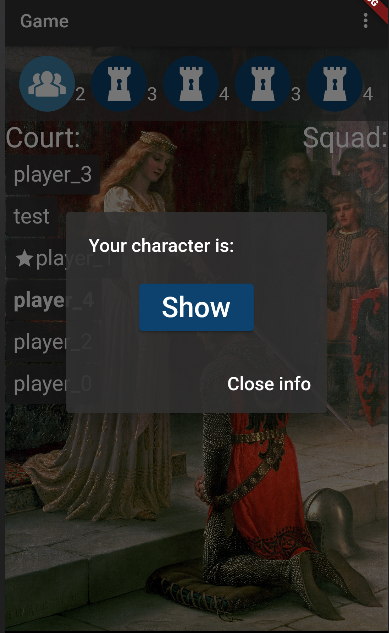 Game
2 3 4 3 4
Court: Squad:
player_3
test
Your character is:
player_
player_4
Show
player_2
player_0
Close info